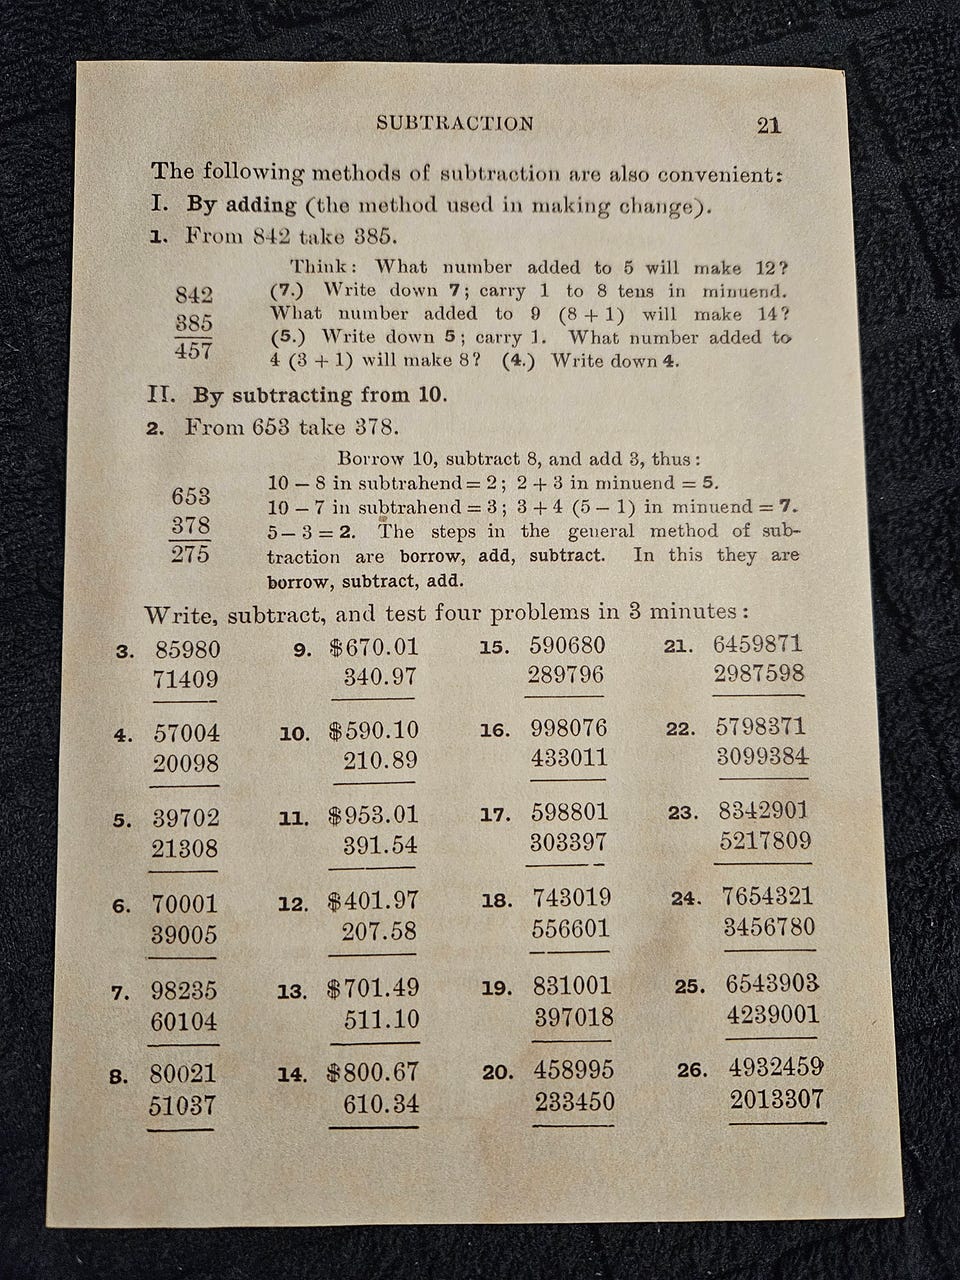 SUBTRACTION 21
The following methods of subtraction are also convenient:
I. By adding (the method used in making change).
1. From 842 take 385.
Think: What number added to 5 will make 12?
842 (7.) Write down 7; carry 1 to 8 tens in minuend.
385 What number added to 9 (8 + 1) will make 14?
457 (5.) Write down 5; carry 1. What number added to
4 (3 + 1) will make 8? (4.) Write down 4.
II. By subtracting from 10.
2. From 653 take 378.
Borrow 10, subtract 8, and add 3, thus:
10 − 8 in subtrahend = 2; 2 + 3 in minuend = 5.
653 10 − 7 in subtrahend = 3; 3 + 4 (5 − 1) in minuend = 7.
378 5 − 3 = 2. The steps in the general method of sub-
275 traction are borrow, add, subtract. In this they are
borrow, subtract, add.
Write, subtract, and test four problems in 3 minutes:
3. 85980 9. $670.01 15. 590680 21. 6459871
71409 340.97 289796 2987598
4. 57004 10. $590.10 16. 998076 22. 5798371
20098 210.89 433011 3099384
5. 39702 11. $953.01 17. 598801 23. 8342901
21308 391.54 303397 5217809
6. 70001 12. $401.97 18. 743019 24. 7654321
39005 207.58 556601 3456780
7. 98235 13. $701.49 19. 831001 25. 6543903
60104 511.10 397018 4239001
8. 80021 14. $800.67 20. 458995 26. 4932459
51037 610.34 233450 2013307